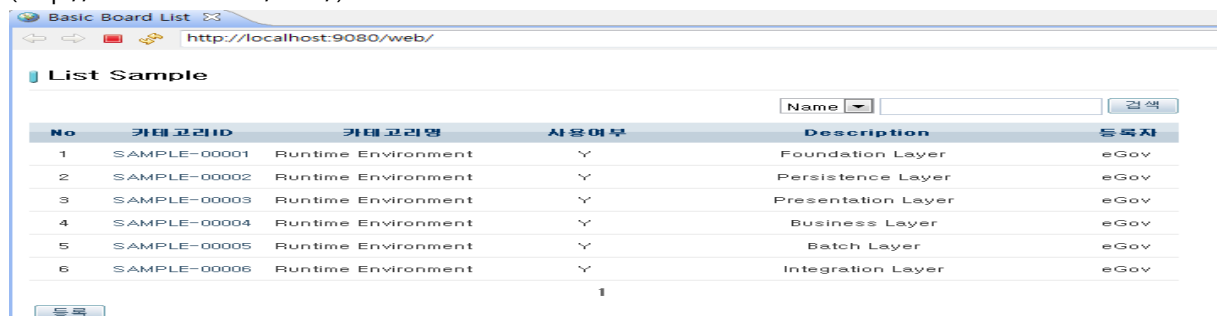 Basic Board List
http://localhost:9080/web/
List Sample
Name 검색
No 카테고리ID 카테고리명 사용여부 Description 등록자
1 SAMPLE-00001 Runtime Environment Y Foundation Layer eGov
2 SAMPLE-00002 Runtime Environment Y Persistence Layer eGov
3 SAMPLE-00003 Runtime Environment Y Presentation Layer eGov
4 SAMPLE-00004 Runtime Environment Y Business Layer eGov
5 SAMPLE-00005 Runtime Environment Y Batch Layer eGov
6 SAMPLE-00006 Runtime Environment Y Integration Layer eGov
1
등록